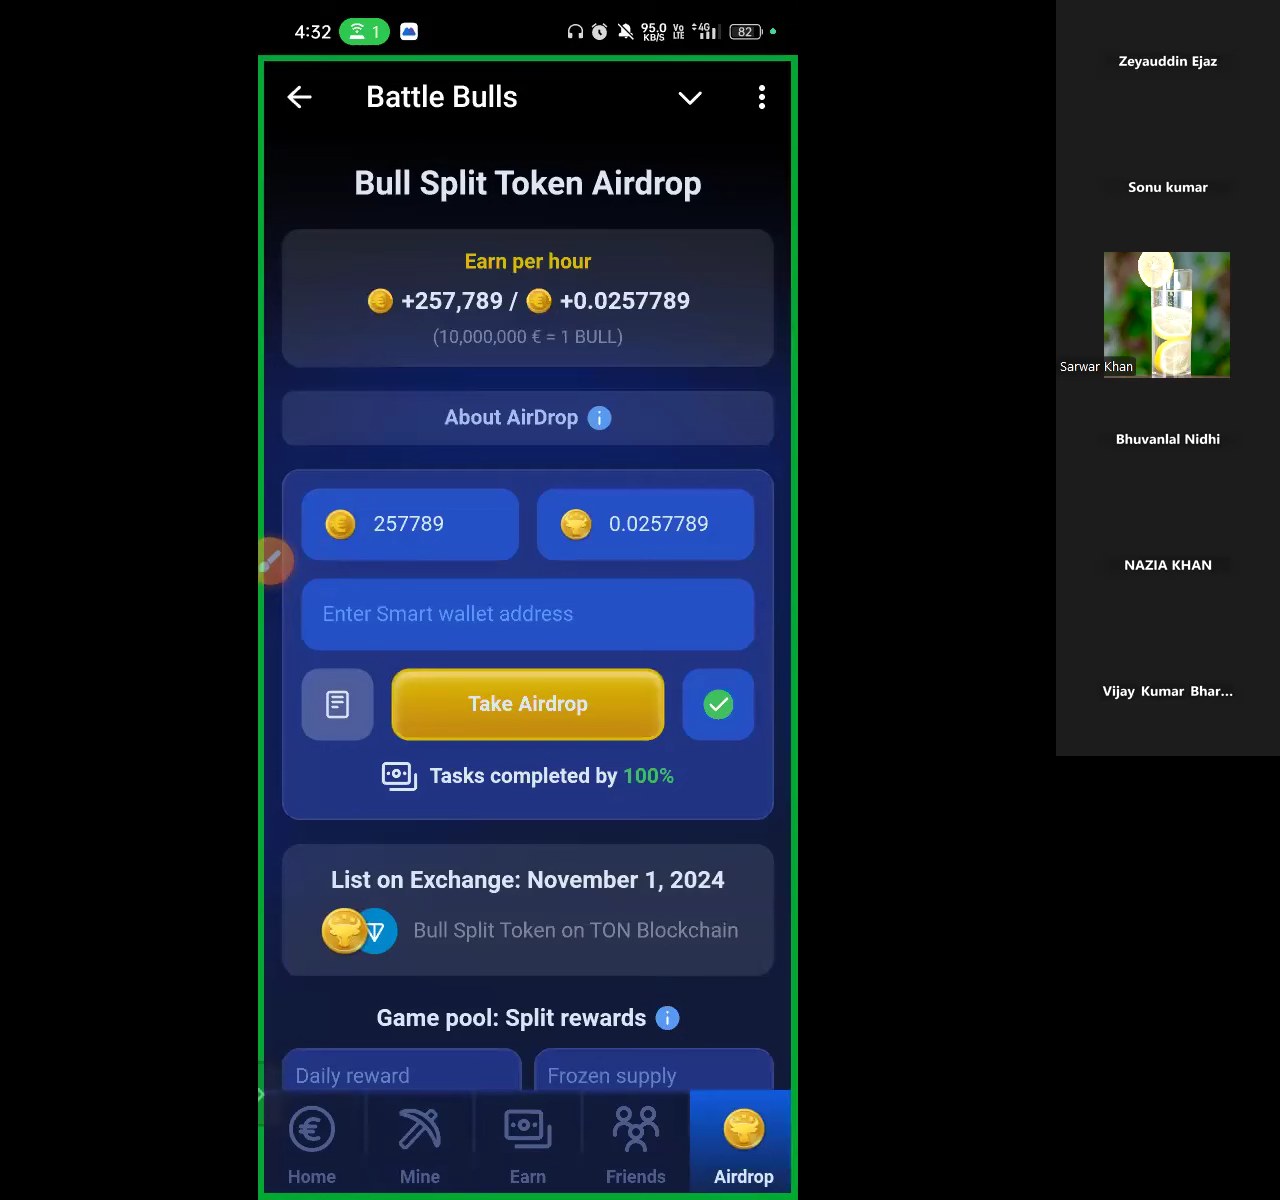 4:32
1
95.0
KB/S
Vo
LTE
4G
82
Battle Bulls
Bull Split Token Airdrop
Earn per hour
+257,789 / +0.0257789
(10,000,000 € = 1 BULL)
About AirDrop
257789
0.0257789
Enter Smart wallet address
Take Airdrop
Tasks completed by 100%
List on Exchange: November 1, 2024
Bull Split Token on TON Blockchain
Game pool: Split rewards
Daily reward
Frozen supply
Home
Mine
Earn
Friends
Airdrop
Zeyauddin Ejaz
Sonu kumar
Sarwar Khan
Bhuvanlal Nidhi
NAZIA KHAN
Vijay Kumar Bhar...